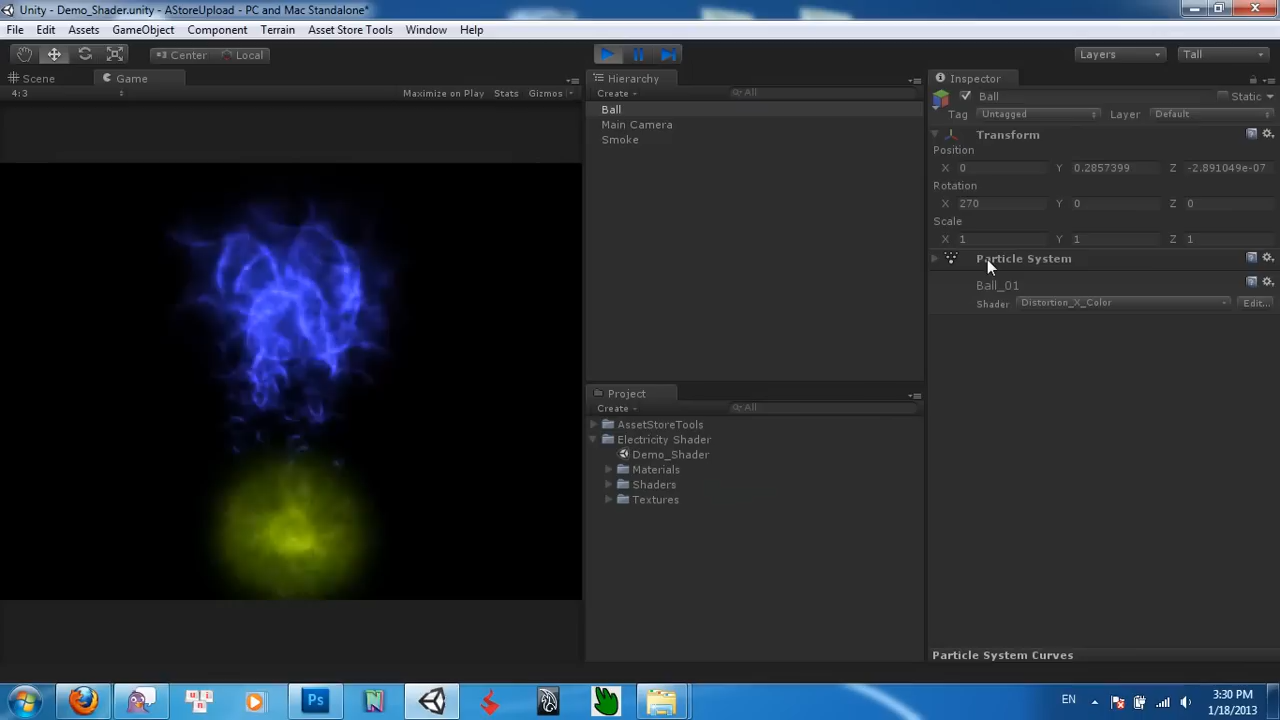 Unity - Demo_Shader.unity - AStoreUpload - PC and Mac Standalone*
File Edit Assets GameObject Component Terrain Asset Store Tools Window Help
Center Local Layers Tall
Scene Game Hierarchy Inspector
4:3 Maximize on Play Stats Gizmos Create All
Ball Static
Ball
Tag Untagged Layer Default
Main Camera
Transform
Smoke
Position
X 0 Y 0.2857399 Z -2.891049e-07
Rotation
X 270 Y 0 Z 0
Scale
X 1 Y 1 Z 1
Particle System
Ball_01
Shader Distortion_X_Color Edit...
Project
Create All
AssetStoreTools
Electricity Shader
Demo_Shader
Materials
Shaders
Textures
Particle System Curves
Ps
EN
3:30 PM
1/18/2013